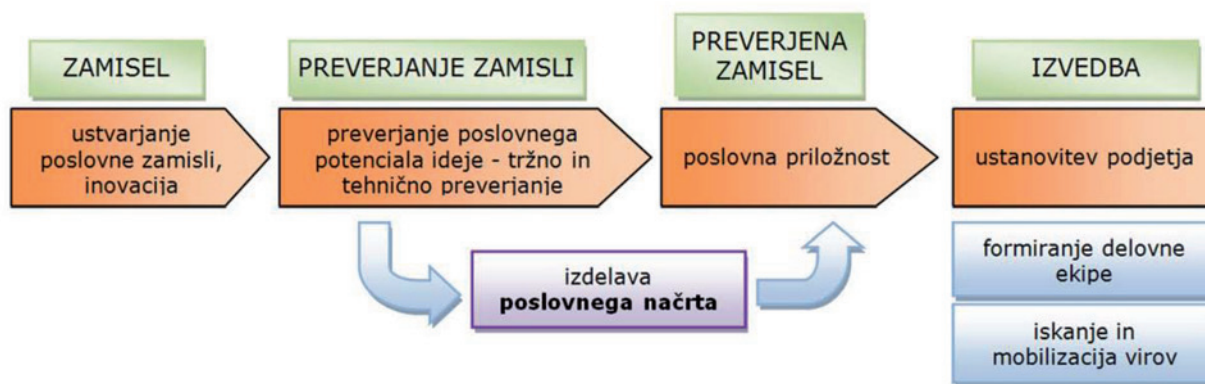 ZAMISEL
ustvarjanje
poslovne zamisli,
inovacija
PREVERJANJE ZAMISLI
preverjanje poslovnega
potenciala ideje - tržno in
tehnično preverjanje
izdelava
poslovnega načrta
PREVERJENA
ZAMISEL
poslovna priložnost
IZVEDBA
ustanovitev podjetja
formiranje delovne
ekipe
iskanje in
mobilizacija virov